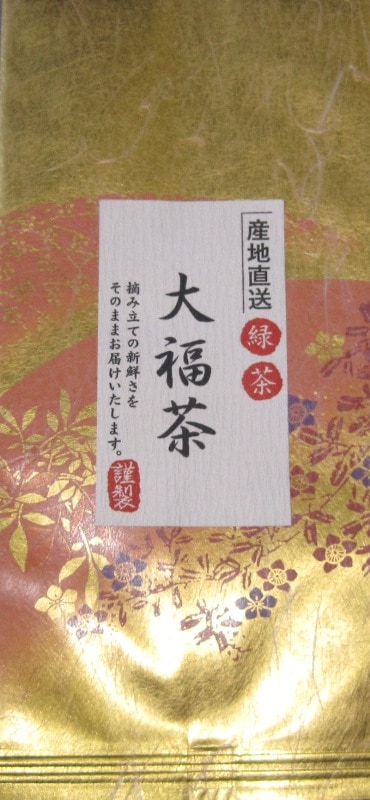 産地直送
緑茶
大福茶
摘み立ての新鮮さを
そのままお届けいたします。
謹製